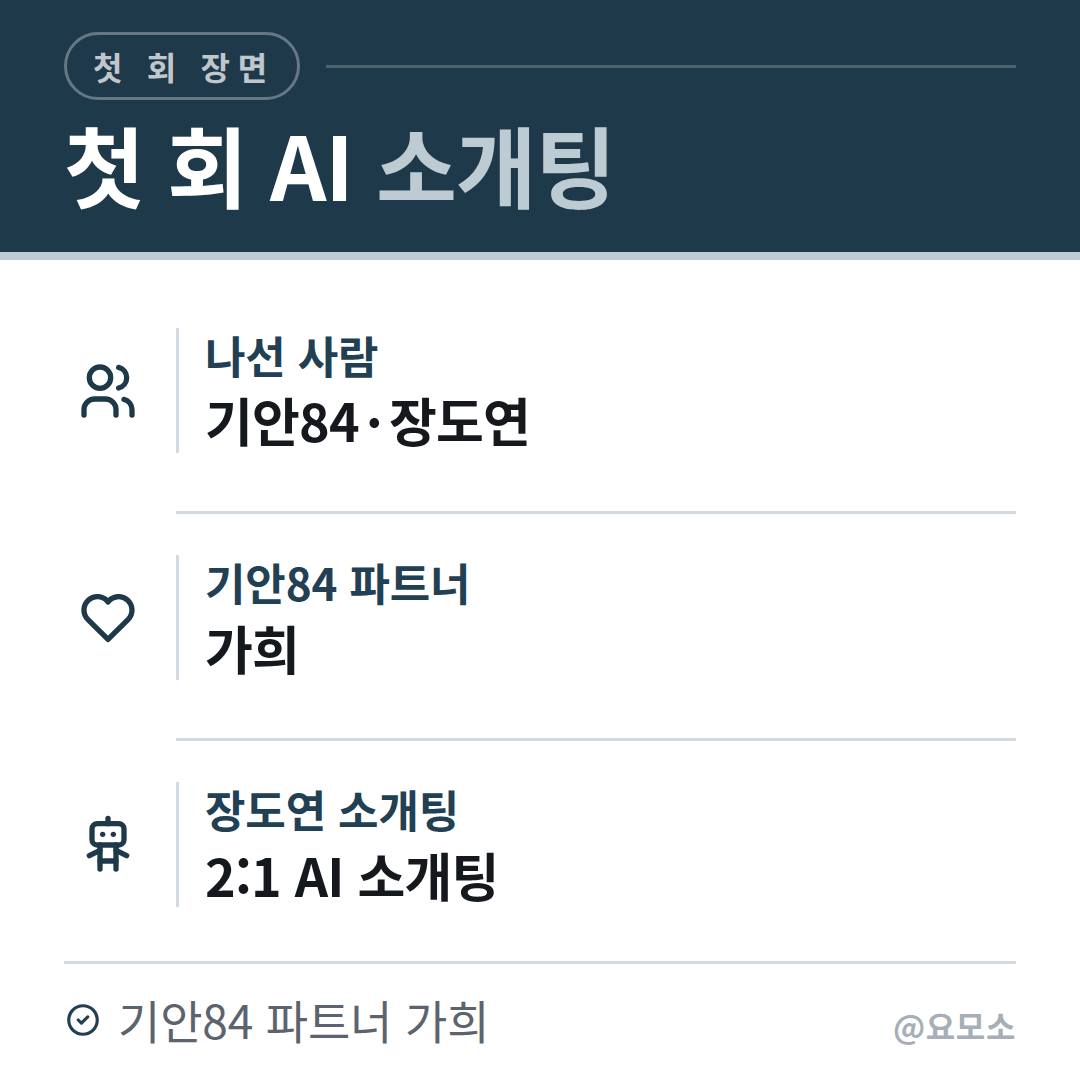 첫 회 장면
첫 회 AI 소개팅
나선 사람
기안84·장도연
기안84 파트너
가희
장도연 소개팅
2:1 AI 소개팅
기안84 파트너 가희
@요모소